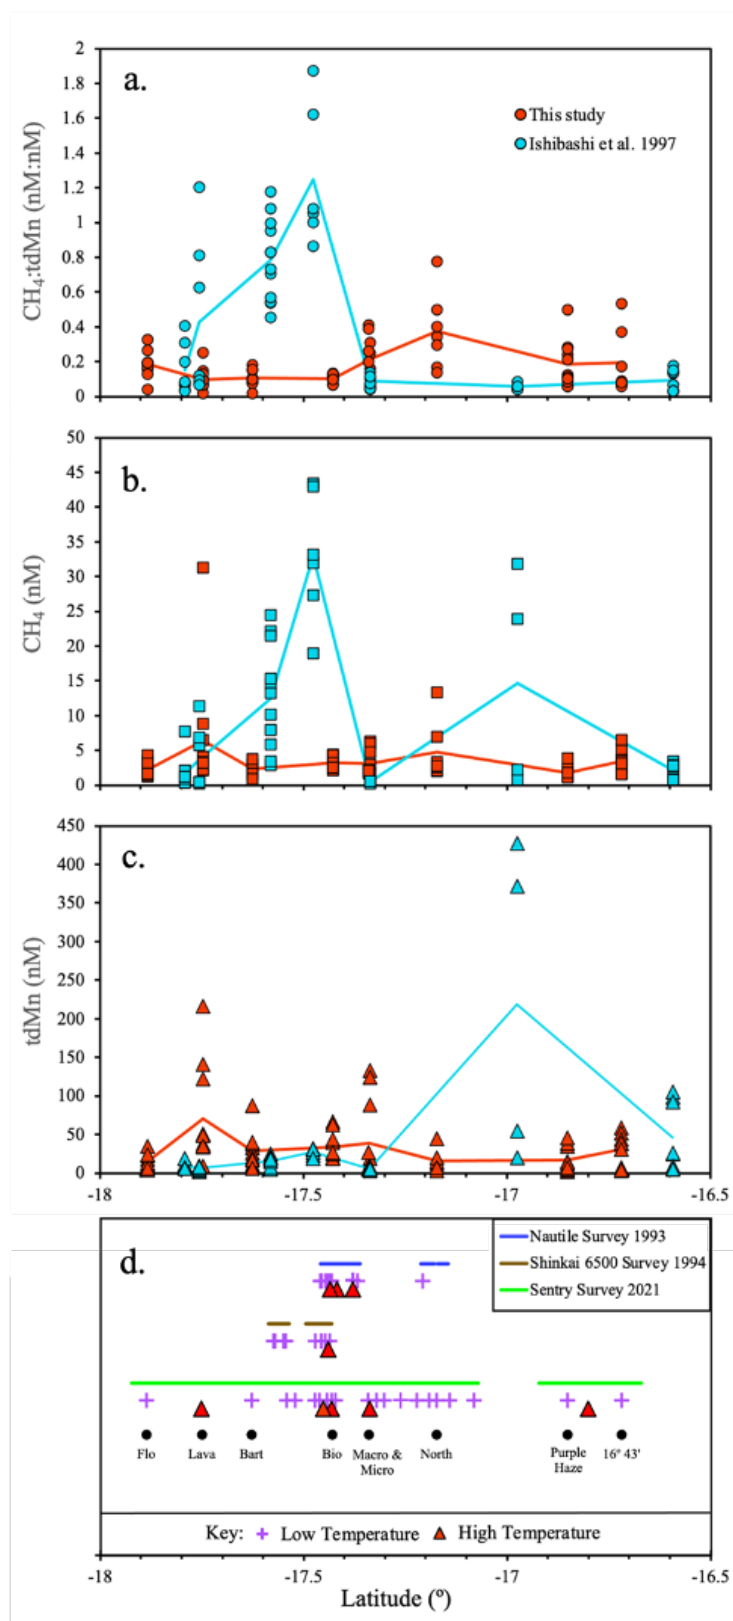 a.
This study
Ishibashi et al. 1997
CH₄:tdMn (nM:nM)
2
1.8
1.6
1.4
1.2
1
0.8
0.6
0.4
0.2
0
b.
CH₄ (nM)
50
45
40
35
30
25
20
15
10
5
0
c.
tdMn (nM)
450
400
350
300
250
200
150
100
50
0
-18 -17.5 -17 -16.5
d.
Nautile Survey 1993
Shinkai 6500 Survey 1994
Sentry Survey 2021
Flo Lava Bart Bio Macro & North Purple 16° 43'
Micro Haze
Key: Low Temperature High Temperature
-18 -17.5 -17 -16.5
Latitude (º)